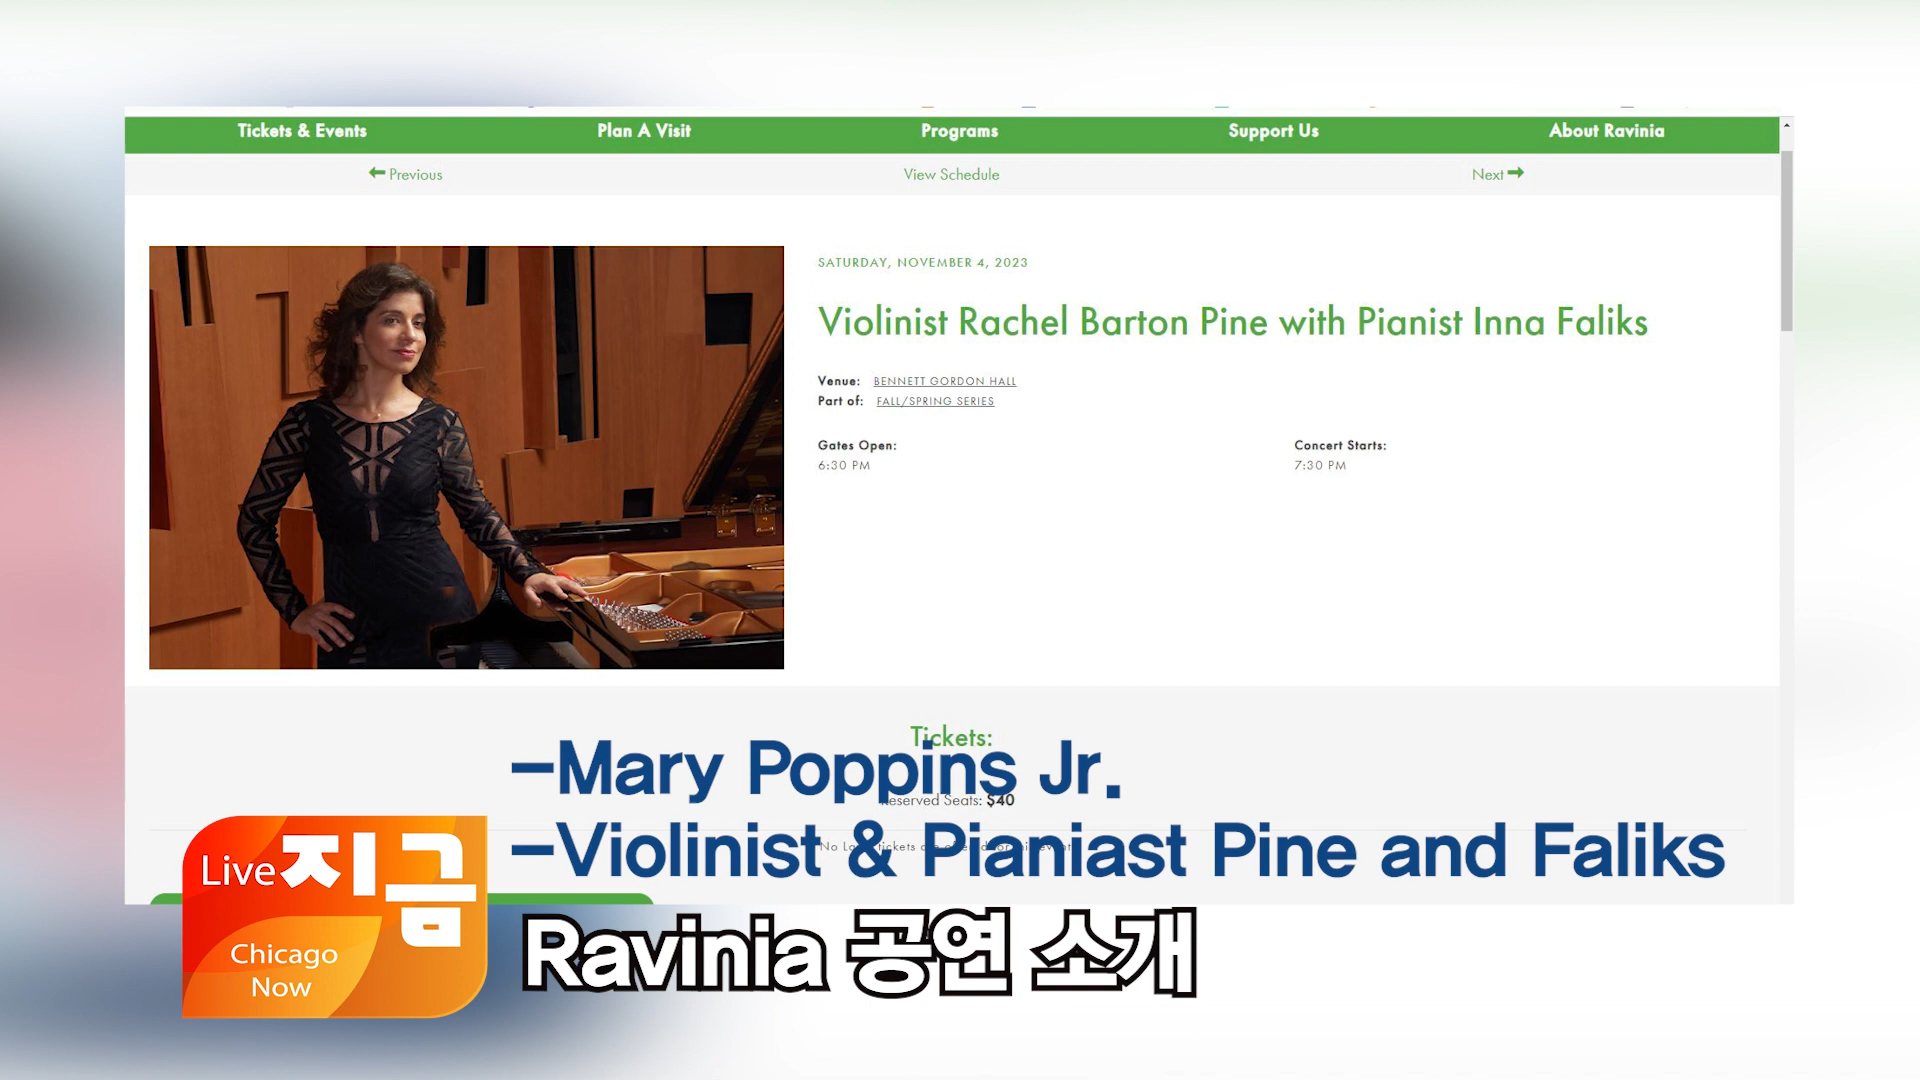 Tickets & Events
Plan A Visit
Programs
Support Us
About Ravinia
Previous
View Schedule
Next
SATURDAY, NOVEMBER 4, 2023
Violinist Rachel Barton Pine with Pianist Inna Faliks
Venue: BENNETT GORDON HALL
Part of: FALL/SPRING SERIES
Gates Open:
6:30 PM
Concert Starts:
7:30 PM
Tickets:
-Mary Poppins Jr.
Reserved Seats: $40
-Violinist & Pianiast Pine and Faliks
Live 지금
Chicago
Now
Ravinia 공연 소개